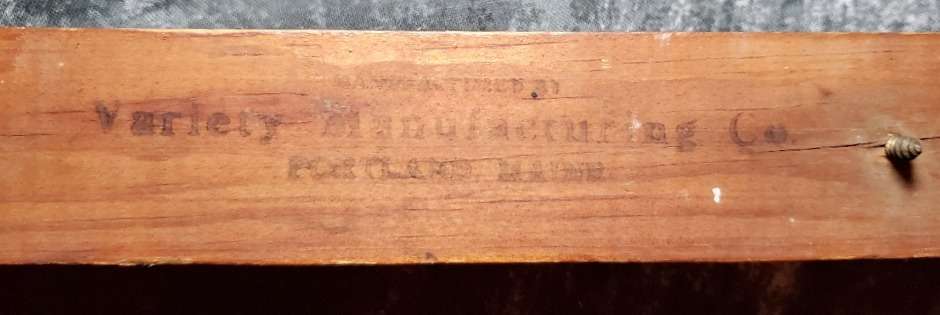 MANUFACTURED BY
Variety Manufacturing Co.
PORTLAND, MAINE